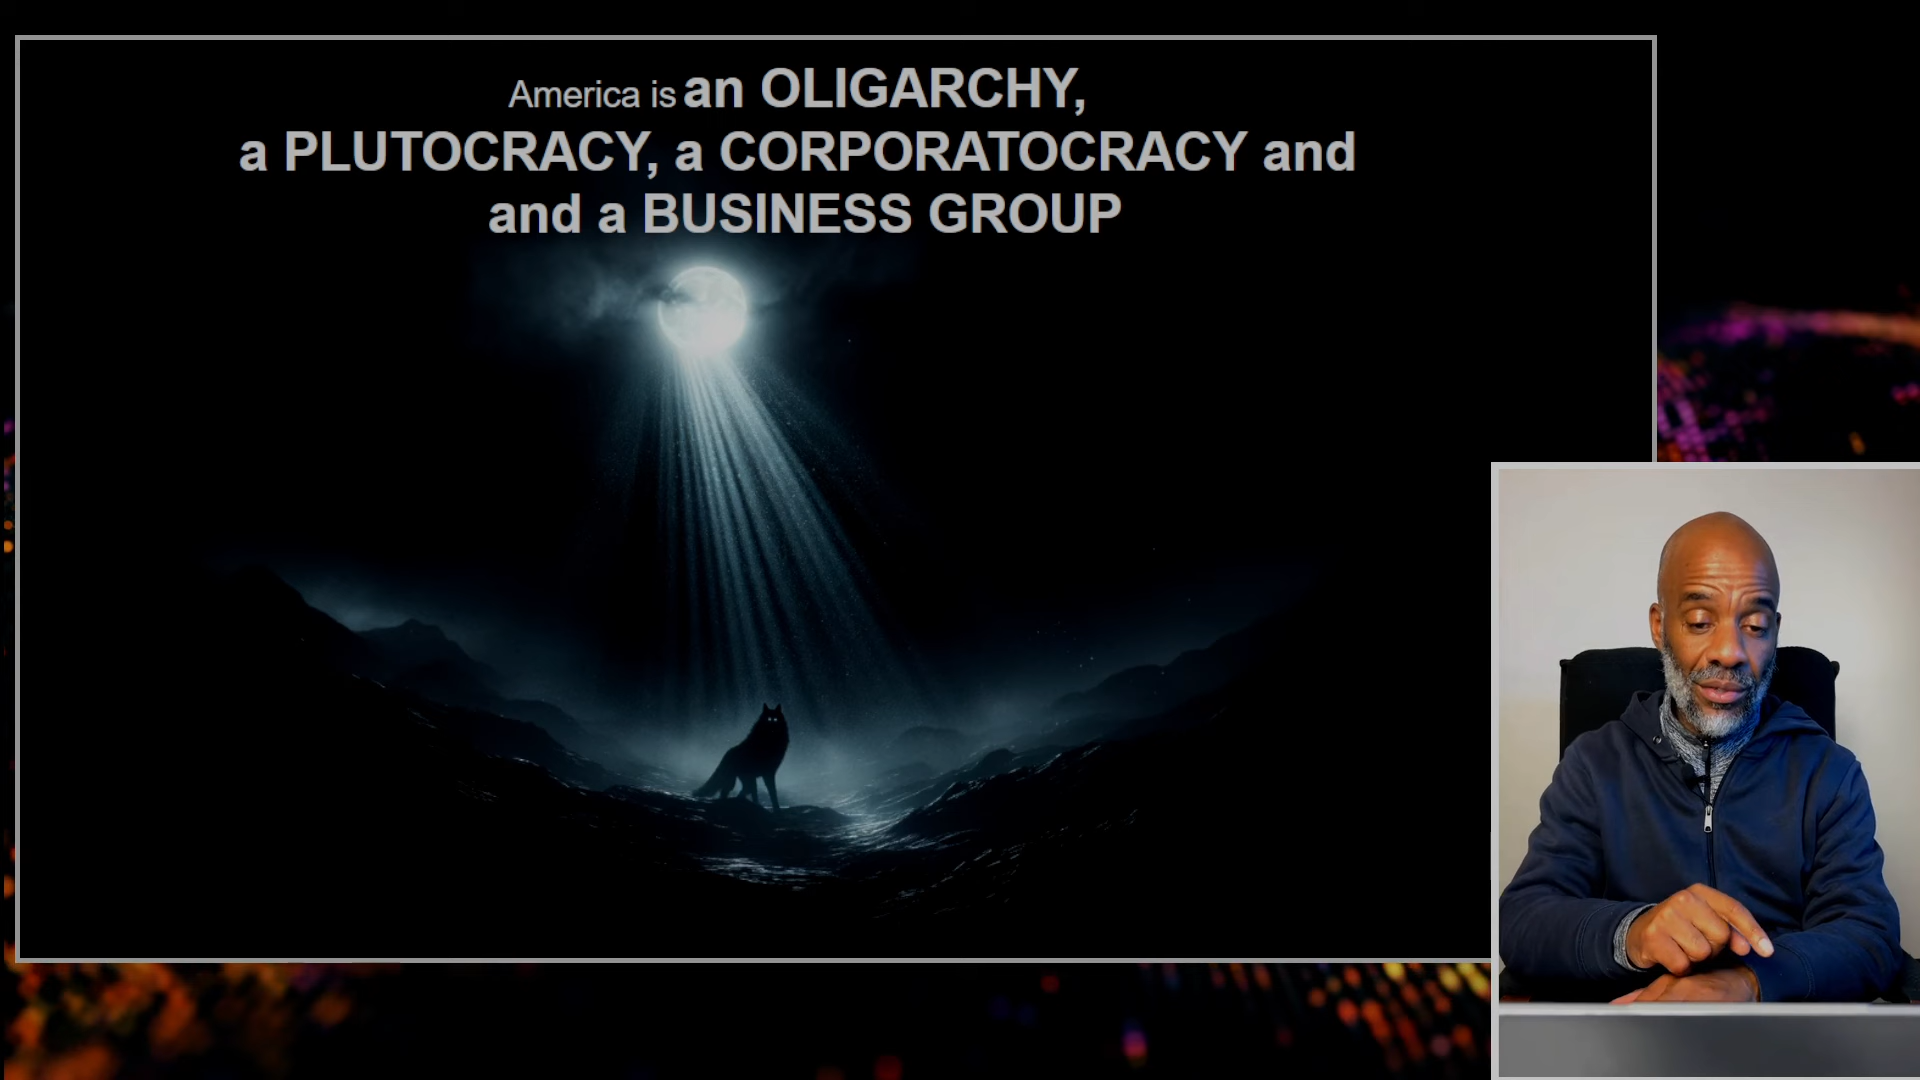 America is an OLIGARCHY,
a PLUTOCRACY, a CORPORATOCRACY and
and a BUSINESS GROUP